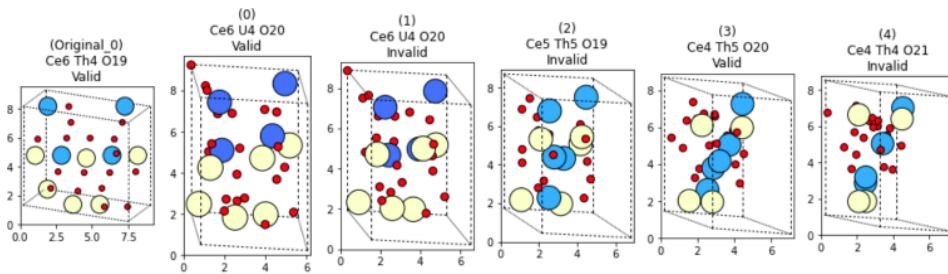 (Original_0)
Ce6 Th4 O19
Valid
8
6
4
2
0
0.0 2.5 5.0 7.5
(0)
Ce6 U4 O20
Valid
8
6
4
2
0
0 2 4 6
(1)
Ce6 U4 O20
Invalid
8
6
4
2
0
0 2 4 6
(2)
Ce5 Th5 O19
Invalid
8
6
4
2
0
0 2 4 6
(3)
Ce4 Th5 O20
Valid
8
6
4
2
0
0 2 4 6
(4)
Ce4 Th4 O21
Invalid
8
6
4
2
0
0 2 4 6